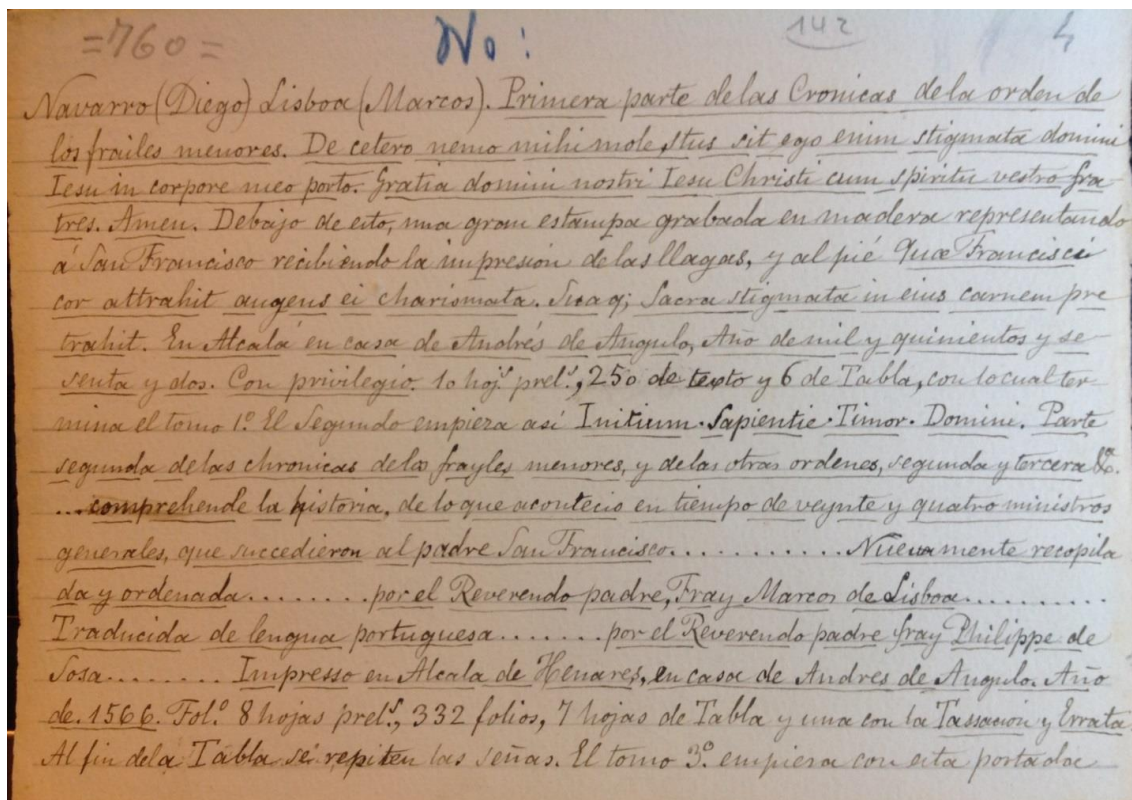 =760= No: 142 4
Navarro (Diego) Lisboa (Marcos). Primera parte de las Cronicas de la orden de
los frailes menores. De cetero nemo mihi mole,stus sit ego enim stigmata domini
Iesu in corpore meo porto. Gratia domini nostri Iesu Christi cum spiritu vestro fra-
tres. Amen. Debajo de esto, una gran estampa grabada en madera representando
á San Francisco recibiendo la impresion de las llagas, y al pié Quæ Francisci
cor attrahit augens ei charismata. Suaq; Sacra stigmata in eius carnem pre
trahit. En Alcalá en casa de Andrés de Angulo, Año de mil y quinientos y se
senta y dos. Con privilegio. 10 hoj.s prel.s, 250 de texto y 6 de Tabla, con lo cual ter-
mina el tomo 1.º El Segundo empieza asi Initium · Sapientie · Timor · Domini. Parte
segunda de las chronicas de los frayles menores, y de las otras ordenes, segunda y tercera &.ª
... comprehende la historia, de lo que acontecio en tiempo de veynte y quatro ministros
generales, que succedieron al padre San Francisco............ Nuevamente recopila
da y ordenada........ por el Reverendo padre, Fray Marcos de Lisboa..........
Traducida de lengua portuguesa....... por el Reverendo padre fray Philippe de
Sosa........ Impresso en Alcala de Henares, en casa de Andres de Angulo. Año
de. 1566. Fol.º 8 hojas prel.s, 332 folios, 7 hojas de Tabla y una con la Tassacion y Errata
Al fin de la Tabla se repiten las señas. El tomo 3.º empieza con esta portada